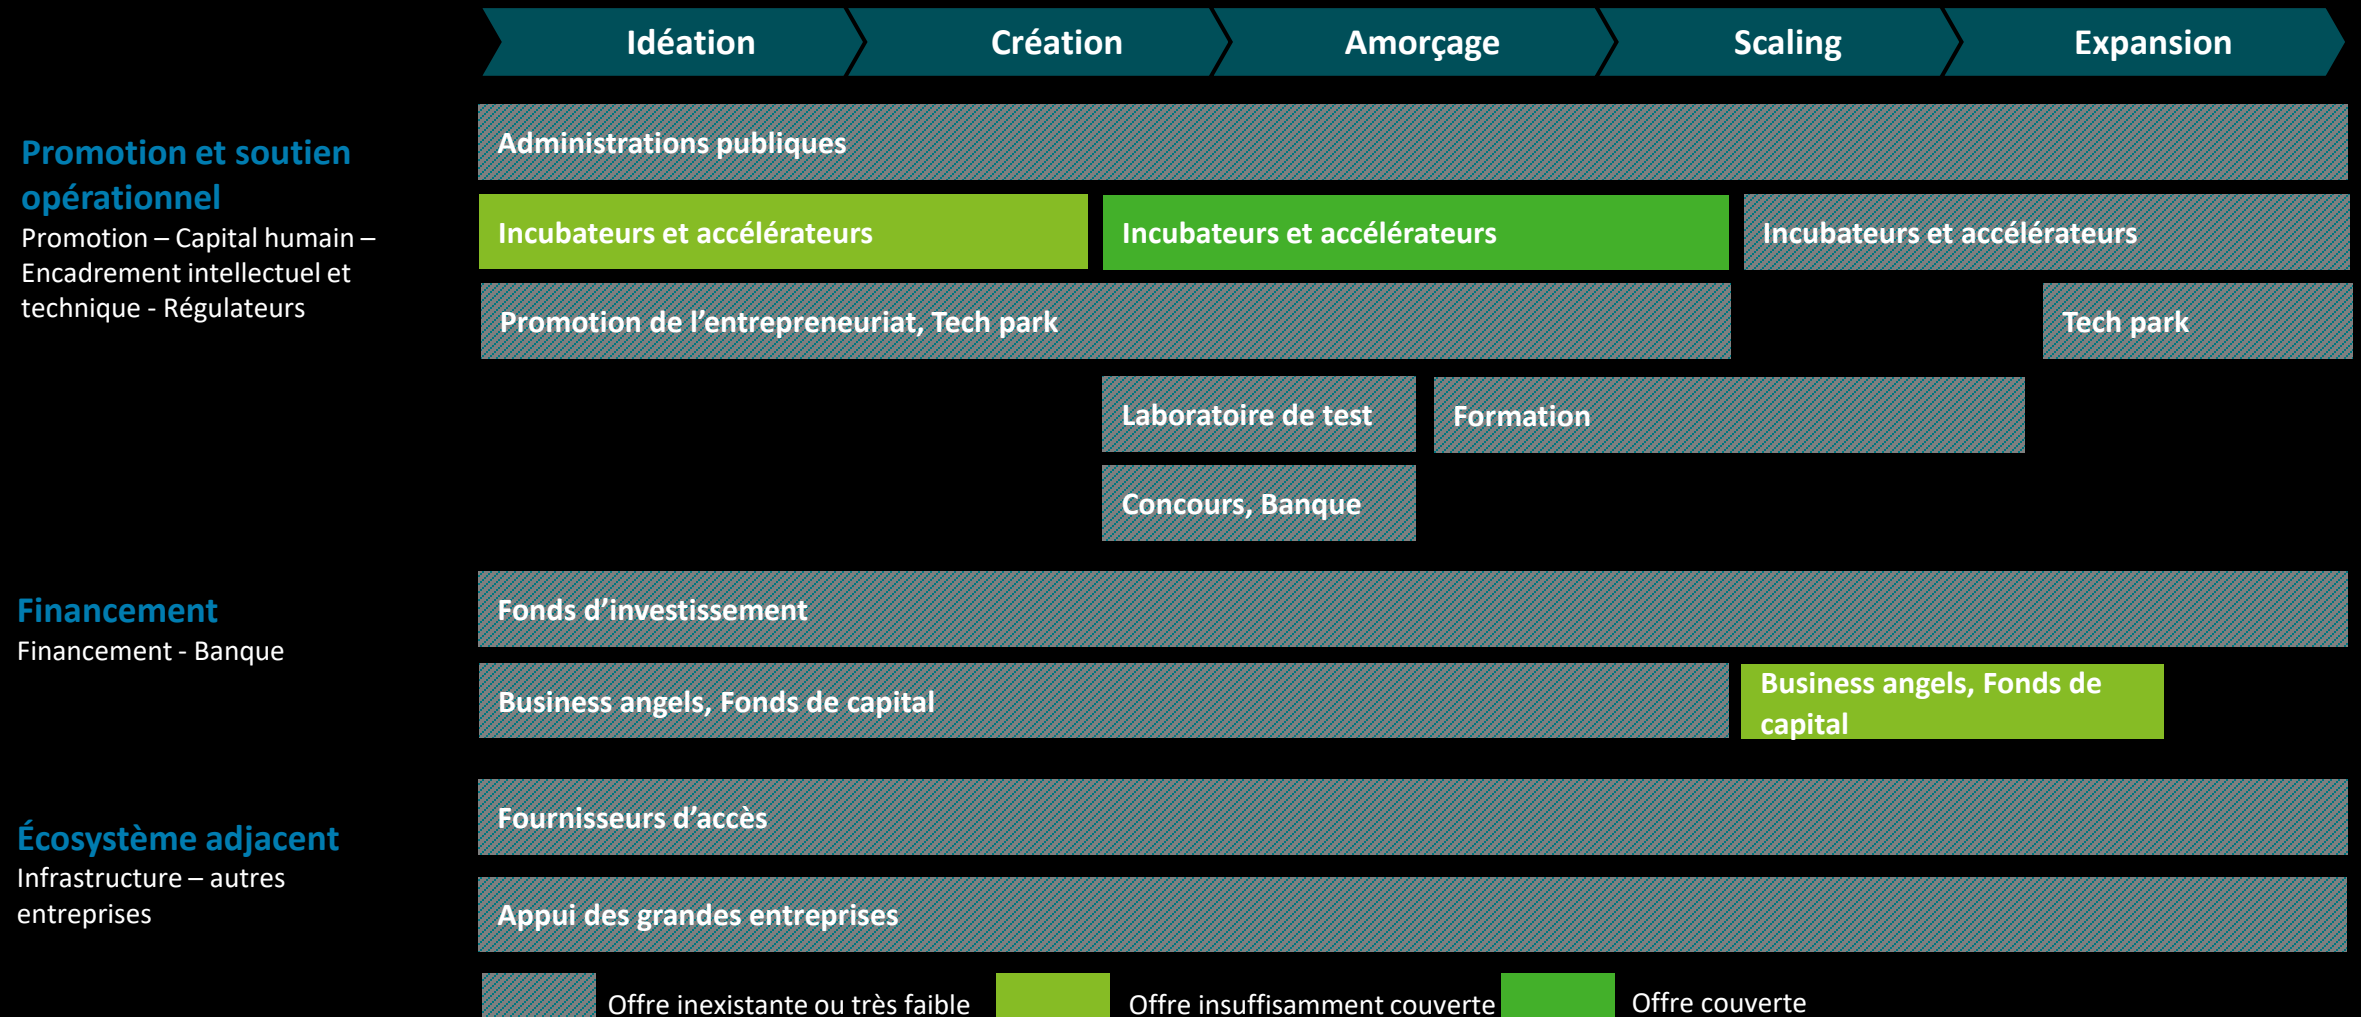 Idéation
Création
Amorçage
Scaling
Expansion
Promotion et soutien
opérationnel
Promotion – Capital humain –
Encadrement intellectuel et
technique - Régulateurs
Administrations publiques
Incubateurs et accélérateurs
Incubateurs et accélérateurs
Incubateurs et accélérateurs
Promotion de l’entrepreneuriat, Tech park
Tech park
Laboratoire de test
Formation
Concours, Banque
Financement
Financement - Banque
Fonds d’investissement
Business angels, Fonds de capital
Business angels, Fonds de
capital
Écosystème adjacent
Infrastructure – autres
entreprises
Fournisseurs d’accès
Appui des grandes entreprises
Offre inexistante ou très faible
Offre insuffisamment couverte
Offre couverte